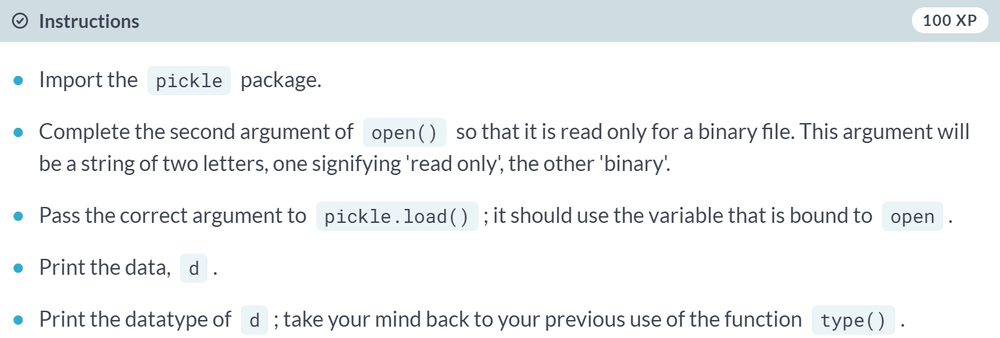 Instructions
100 XP
Import the pickle package.
Complete the second argument of open() so that it is read only for a binary file. This argument will
be a string of two letters, one signifying 'read only', the other 'binary'.
Pass the correct argument to pickle.load() ; it should use the variable that is bound to open .
Print the data, d .
Print the datatype of d ; take your mind back to your previous use of the function type() .